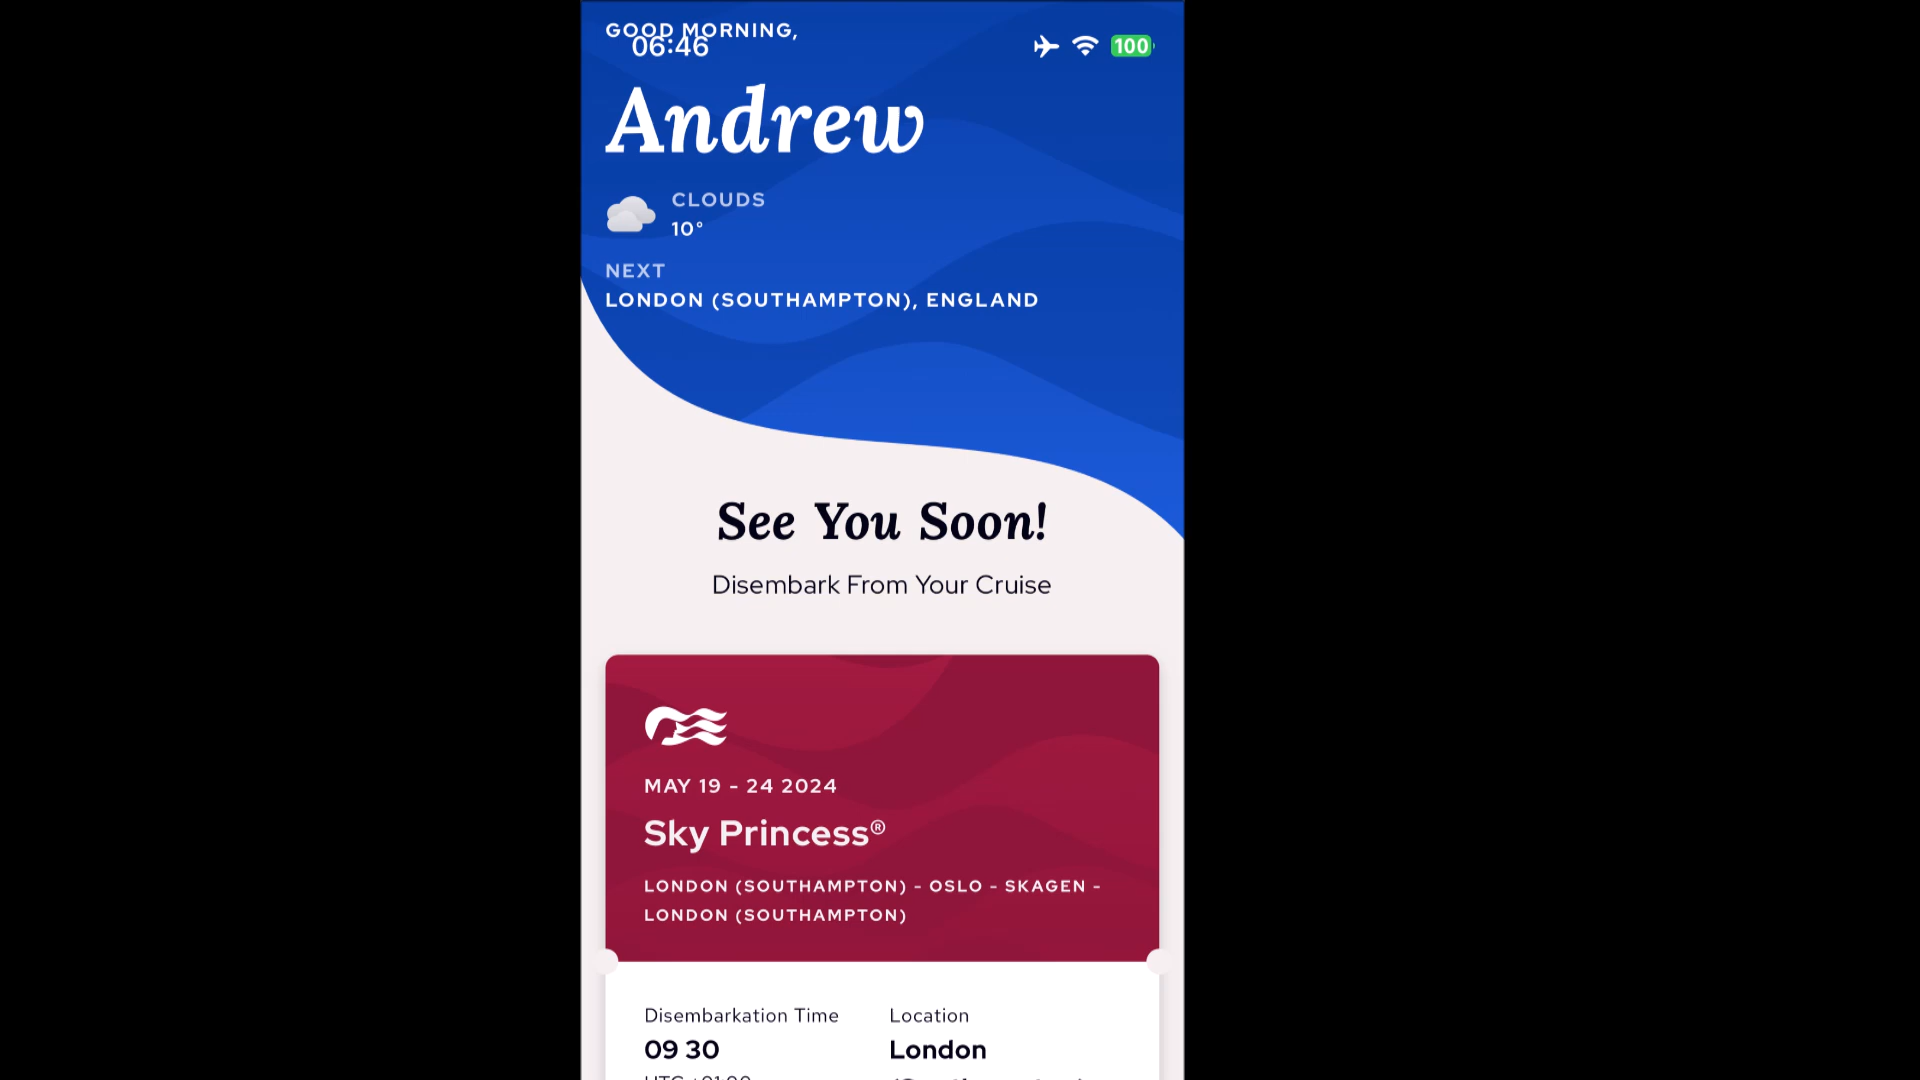 GOOD MORNING,
06:46
100
Andrew
CLOUDS
10°
NEXT
LONDON (SOUTHAMPTON), ENGLAND
See You Soon!
Disembark From Your Cruise
MAY 19 - 24 2024
Sky Princess®
LONDON (SOUTHAMPTON) - OSLO - SKAGEN -
LONDON (SOUTHAMPTON)
Disembarkation Time
09 30
Location
London